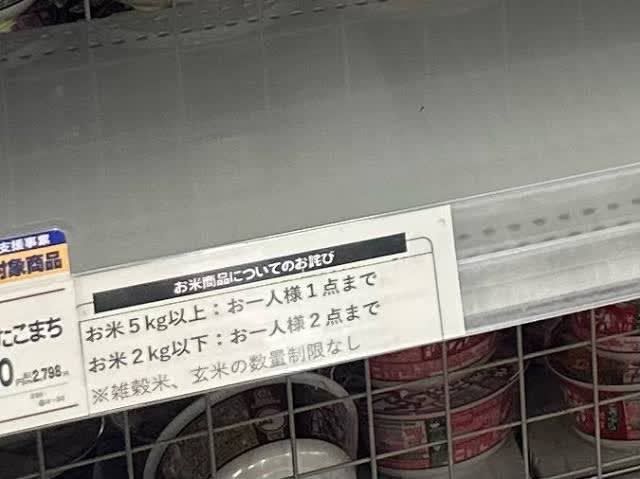 支援事業
対象商品
たこまち
2,798
お米商品についてのお詫び
お米5kg以上：お一人様1点まで
お米2kg以下：お一人様2点まで
※雑穀米、玄米の数量制限なし